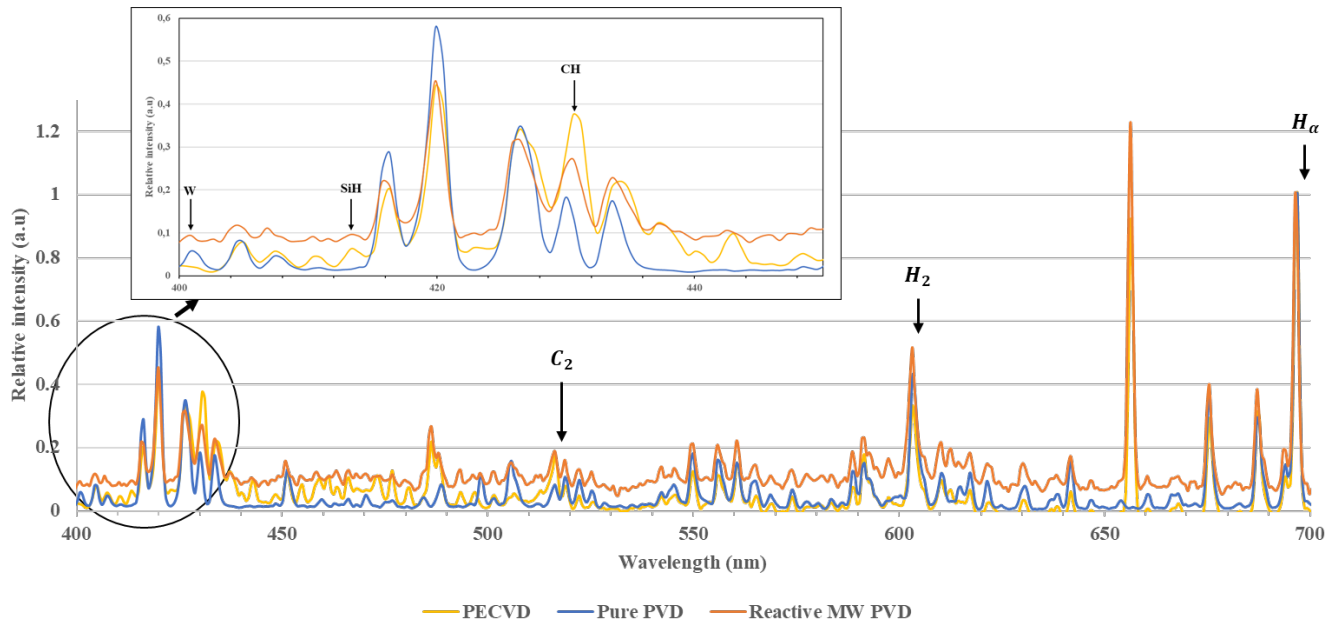 0,6
0,5
0,4
0,3
0,2
0,1
0
Relative intensity (a.u)
W
SiH
CH
400
420
440
1.2
1
0.8
0.6
0.4
0.2
0
Relative intensity (a.u)
C₂
H₂
Hα
400
450
500
550
600
650
700
Wavelength (nm)
PECVD
Pure PVD
Reactive MW PVD